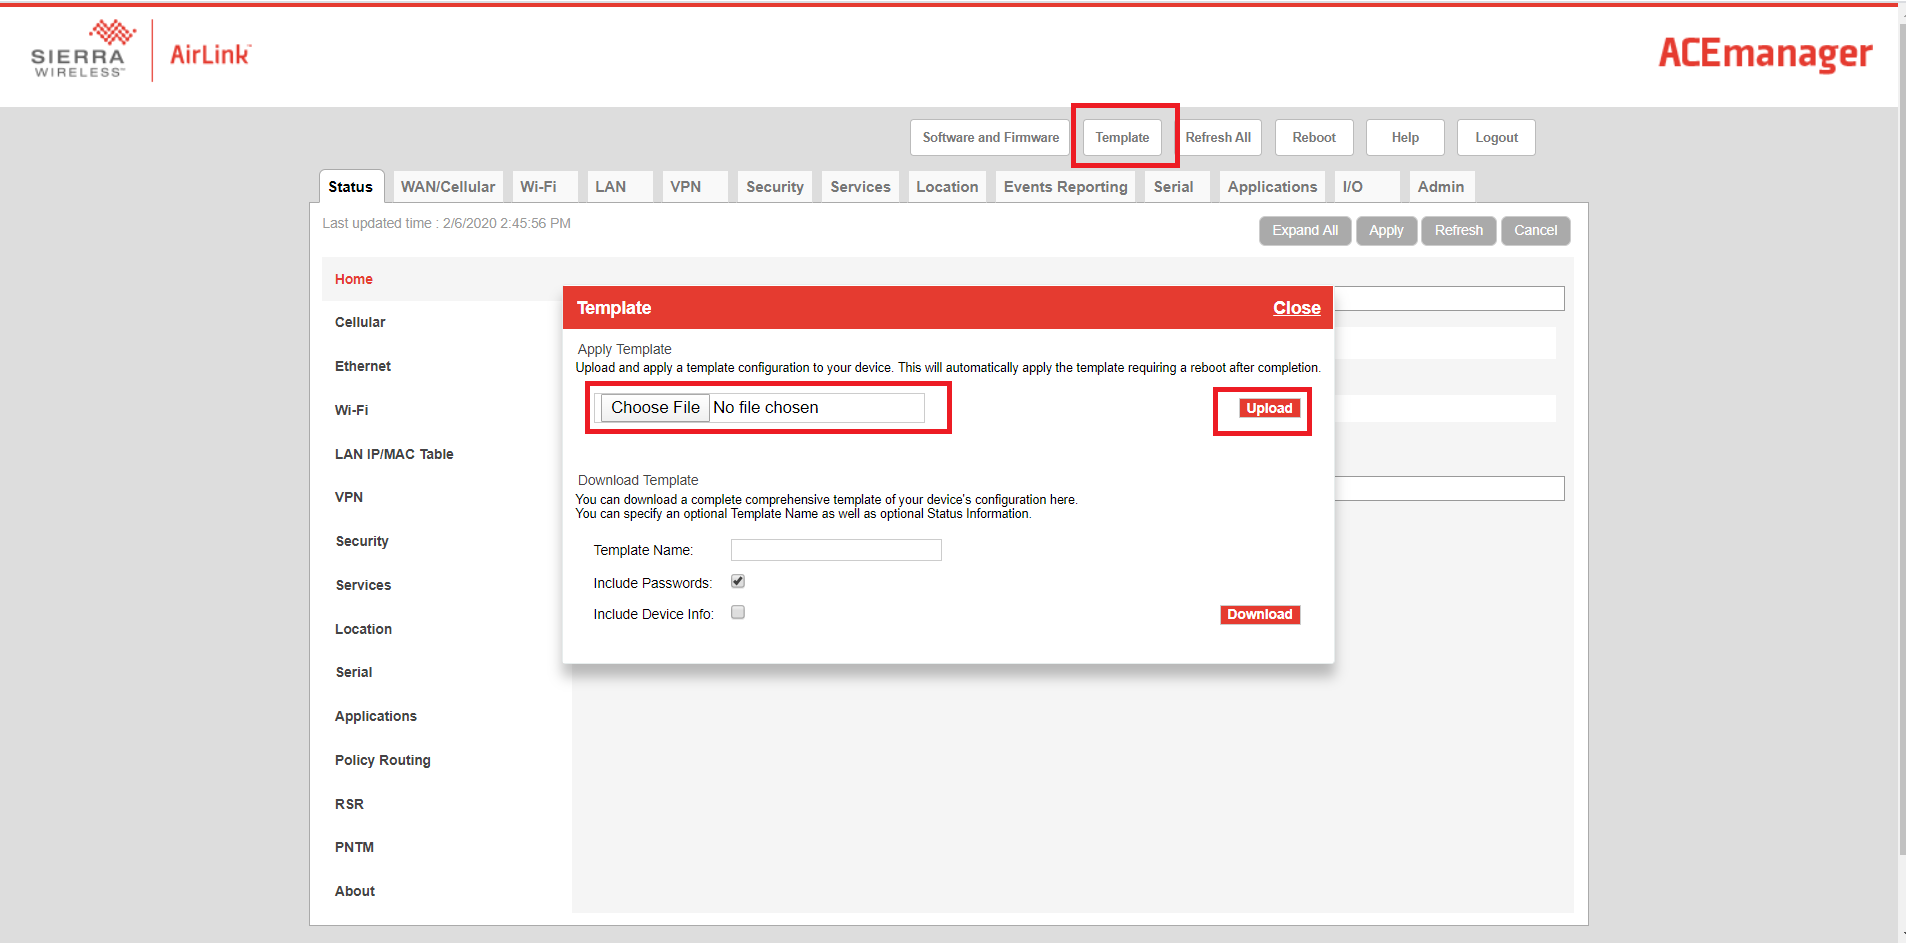 SIERRA
WIRELESS™
AirLink™
ACEmanager
Software and Firmware
Template
Refresh All
Reboot
Help
Logout
Status
WAN/Cellular
Wi-Fi
LAN
VPN
Security
Services
Location
Events Reporting
Serial
Applications
I/O
Admin
Last updated time : 2/6/2020 2:45:56 PM
Expand All
Apply
Refresh
Cancel
Home
Cellular
Ethernet
Wi-Fi
LAN IP/MAC Table
VPN
Security
Services
Location
Serial
Applications
Policy Routing
RSR
PNTM
About
Template
Close
Apply Template
Upload and apply a template configuration to your device. This will automatically apply the template requiring a reboot after completion.
Choose File No file chosen
Upload
Download Template
You can download a complete comprehensive template of your device's configuration here.
You can specify an optional Template Name as well as optional Status Information.
Template Name:
Include Passwords:
Include Device Info:
Download